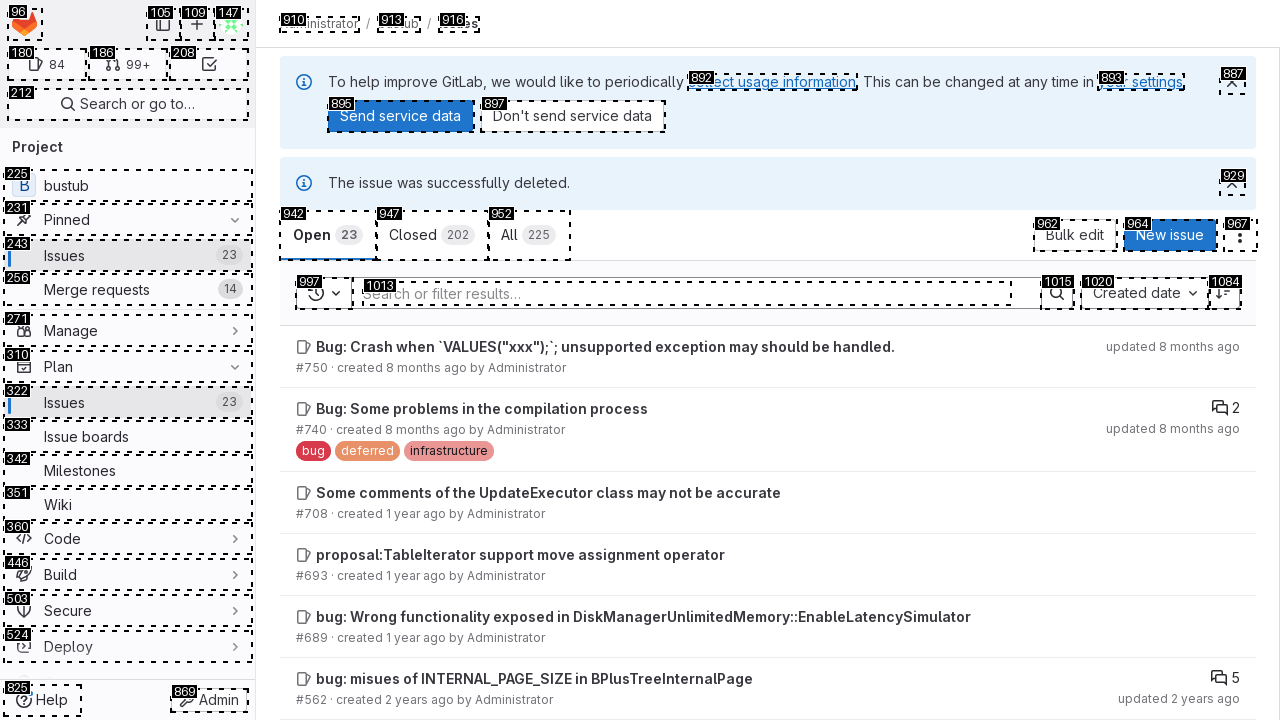 96
105
109
147
180
84
186
99+
208
212
Search or go to…
Project
225
B
bustub
231
Pinned
243
Issues
23
256
Merge requests
14
271
Manage
310
Plan
322
Issues
23
333
Issue boards
342
Milestones
351
Wiki
360
Code
446
Build
503
Secure
524
Deploy
825
Help
869
Admin
910 / 913 / 916
To help improve GitLab, we would like to periodically 892 collect usage information. This can be changed at any time in 893 your settings.
887
895
Send service data
897
Don't send service data
The issue was successfully deleted.
929
942
Open 23
947
Closed 202
952
All 225
962
Bulk edit
964
New issue
967
997
1013
Search or filter results…
1015
1020
Created date
1084
Bug: Crash when `VALUES("xxx");`; unsupported exception may should be handled.
updated 8 months ago
#750 · created 8 months ago by Administrator
Bug: Some problems in the compilation process
2
#740 · created 8 months ago by Administrator
updated 8 months ago
bug deferred infrastructure
Some comments of the UpdateExecutor class may not be accurate
#708 · created 1 year ago by Administrator
proposal:TableIterator support move assignment operator
#693 · created 1 year ago by Administrator
bug: Wrong functionality exposed in DiskManagerUnlimitedMemory::EnableLatencySimulator
#689 · created 1 year ago by Administrator
bug: misues of INTERNAL_PAGE_SIZE in BPlusTreeInternalPage
5
#562 · created 2 years ago by Administrator
updated 2 years ago